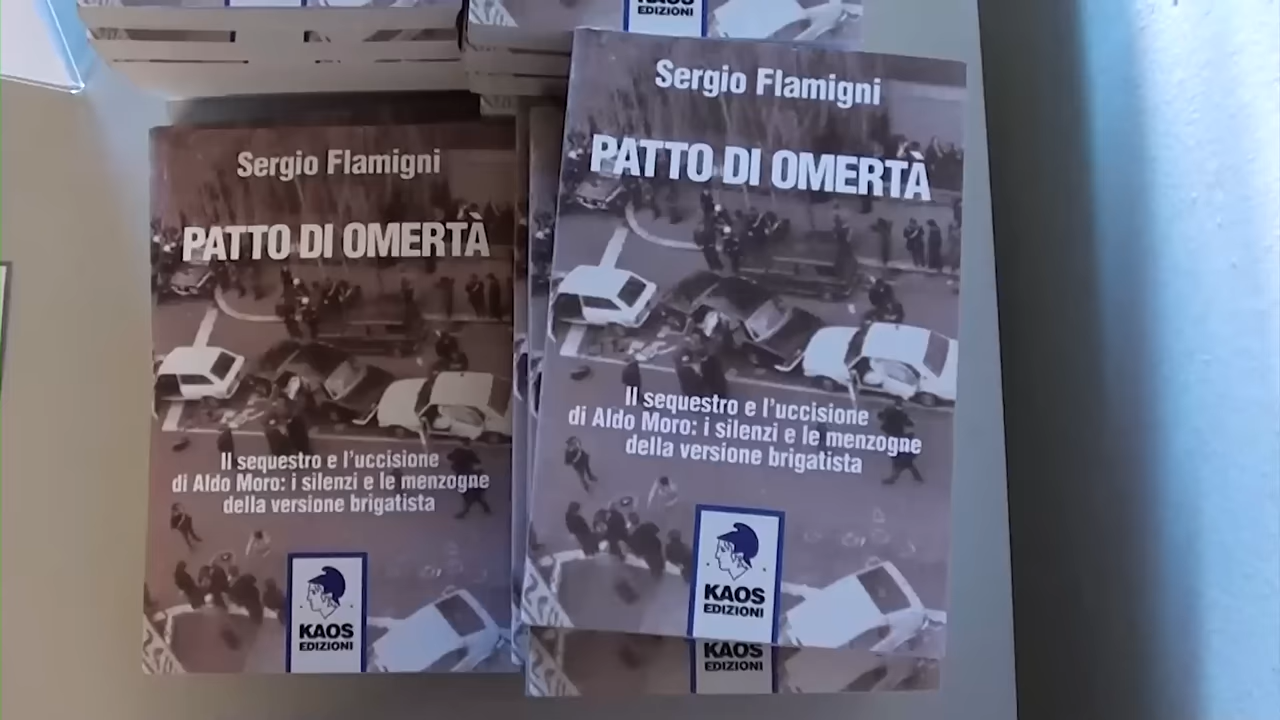 KAOS
EDIZIONI
Sergio Flamigni
PATTO DI OMERTÀ
Il sequestro e l'uccisione
di Aldo Moro: i silenzi e le menzogne
della versione brigatista
KAOS
EDIZIONI
Sergio Flamigni
PATTO DI OMERTÀ
Il sequestro e l'uccisione
di Aldo Moro: i silenzi e le menzogne
della versione brigatista
KAOS
EDIZIONI
KAOS
EDIZIONI